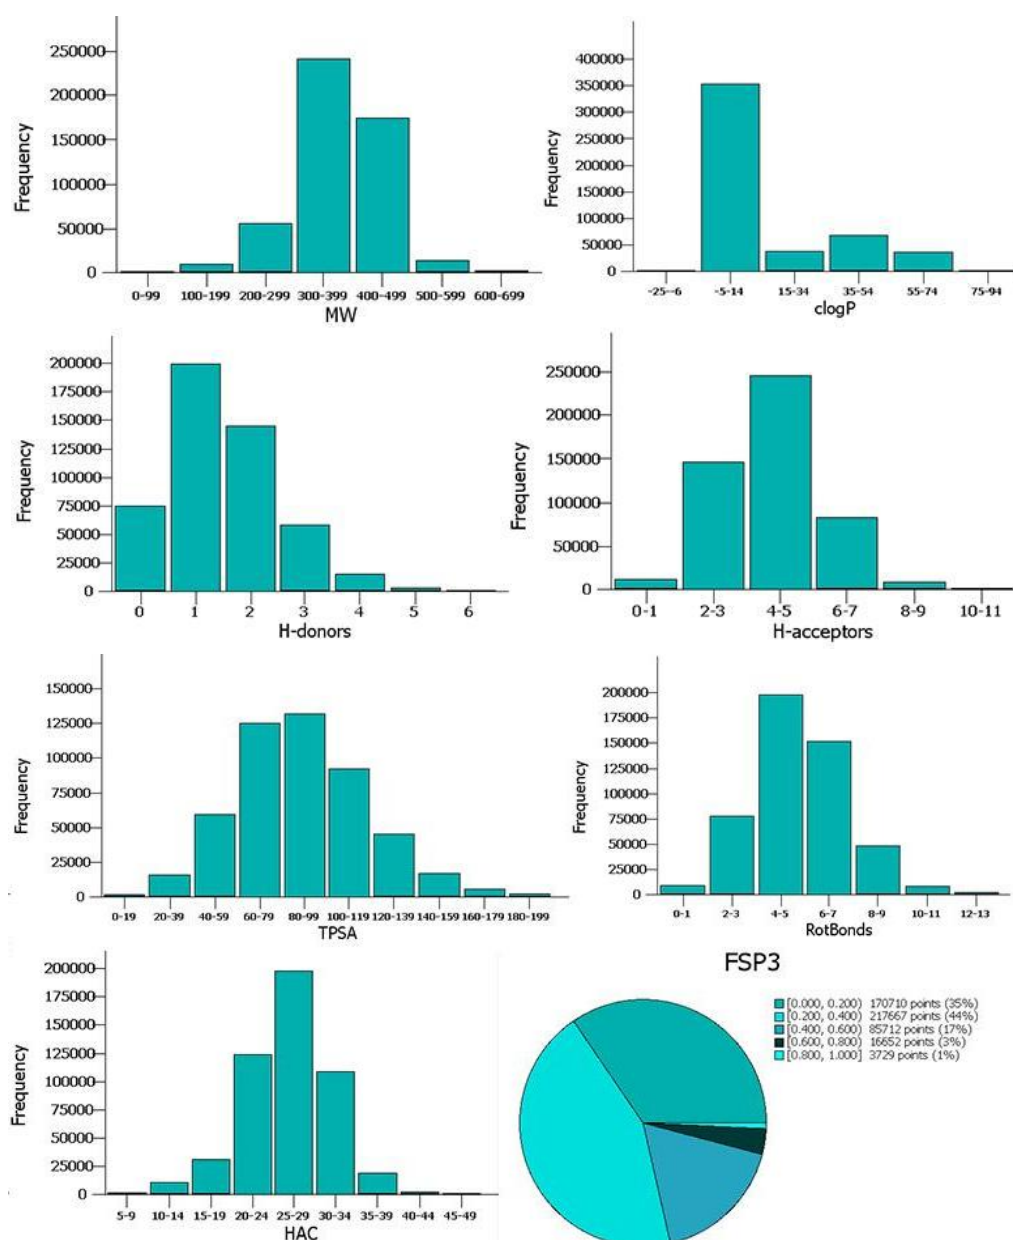 250000
200000
150000
100000
50000
0
Frequency
0-99 100-199 200-299 300-399 400-499 500-599 600-699
MW
400000
350000
300000
250000
200000
150000
100000
50000
0
Frequency
-25--6 -5-14 15-34 35-54 55-74 75-94
clogP
200000
175000
150000
125000
100000
75000
50000
25000
0
Frequency
0 1 2 3 4 5 6
H-donors
250000
200000
150000
100000
50000
0
Frequency
0-1 2-3 4-5 6-7 8-9 10-11
H-acceptors
150000
125000
100000
75000
50000
25000
0
Frequency
0-19 20-39 40-59 60-79 80-99 100-119 120-139 140-159 160-179 180-199
TPSA
200000
175000
150000
125000
100000
75000
50000
25000
0
Frequency
0-1 2-3 4-5 6-7 8-9 10-11 12-13
RotBonds
200000
175000
150000
125000
100000
75000
50000
25000
0
Frequency
5-9 10-14 15-19 20-24 25-29 30-34 35-39 40-44 45-49
HAC
FSP3
[0.000, 0.200) 170710 points (35%)
[0.200, 0.400) 217667 points (44%)
[0.400, 0.600) 85712 points (17%)
[0.600, 0.800) 16652 points (3%)
[0.800, 1.000] 3729 points (1%)